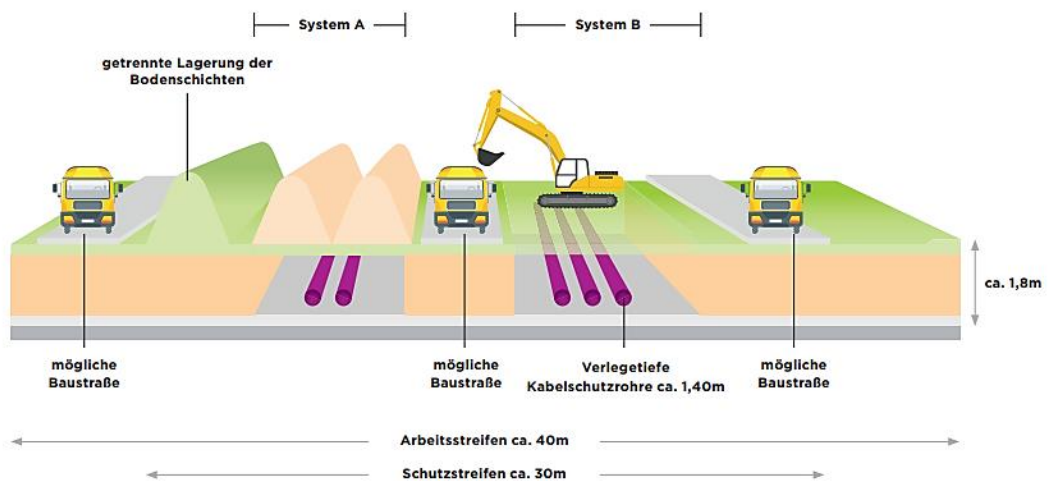 System A
System B
getrennte Lagerung der
Bodenschichten
ca. 1,8m
mögliche
Baustraße
mögliche
Baustraße
Verlegetiefe
Kabelschutzrohre ca. 1,40m
mögliche
Baustraße
Arbeitsstreifen ca. 40m
Schutzstreifen ca. 30m